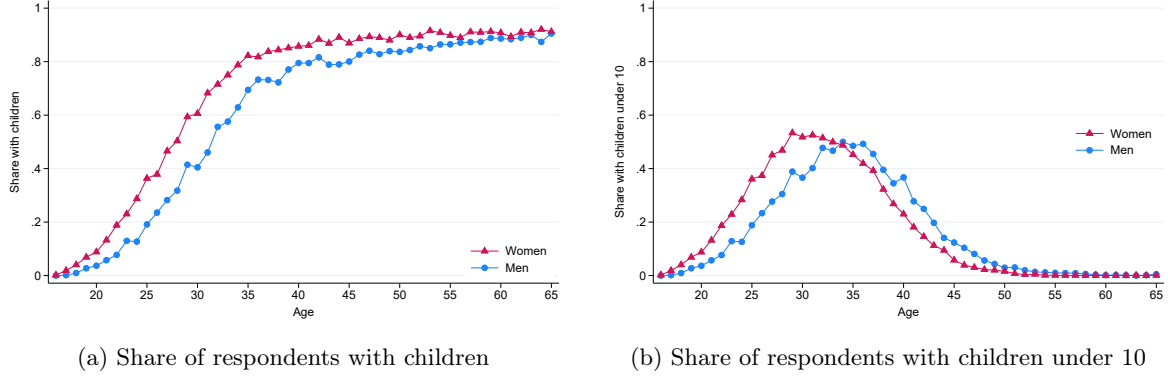 Share with children
1
.8
.6
.4
.2
0
Women
Men
20 25 30 35 40 45 50 55 60 65
Age
(a) Share of respondents with children
Share with children under 10
1
.8
.6
.4
.2
0
Women
Men
20 25 30 35 40 45 50 55 60 65
Age
(b) Share of respondents with children under 10